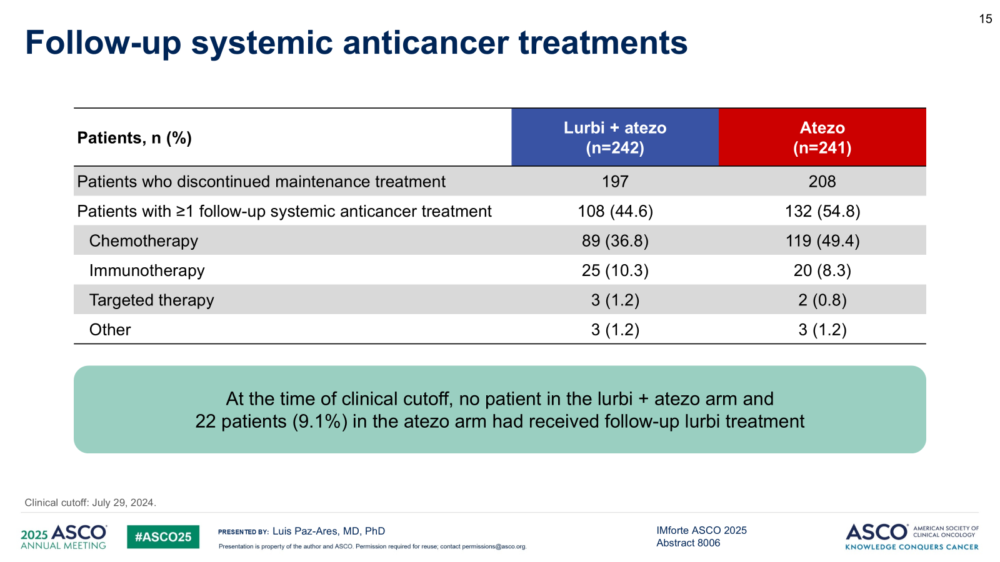 15
Follow-up systemic anticancer treatments
Patients, n (%)
Lurbi + atezo
(n=242)
Atezo
(n=241)
Patients who discontinued maintenance treatment 197 208
Patients with ≥1 follow-up systemic anticancer treatment 108 (44.6) 132 (54.8)
Chemotherapy 89 (36.8) 119 (49.4)
Immunotherapy 25 (10.3) 20 (8.3)
Targeted therapy 3 (1.2) 2 (0.8)
Other 3 (1.2) 3 (1.2)
At the time of clinical cutoff, no patient in the lurbi + atezo arm and
22 patients (9.1%) in the atezo arm had received follow-up lurbi treatment
Clinical cutoff: July 29, 2024.
2025 ASCO
ANNUAL MEETING
#ASCO25
PRESENTED BY: Luis Paz-Ares, MD, PhD
Presentation is property of the author and ASCO. Permission required for reuse; contact permissions@asco.org.
IMforte ASCO 2025
Abstract 8006
ASCO AMERICAN SOCIETY OF
CLINICAL ONCOLOGY
KNOWLEDGE CONQUERS CANCER